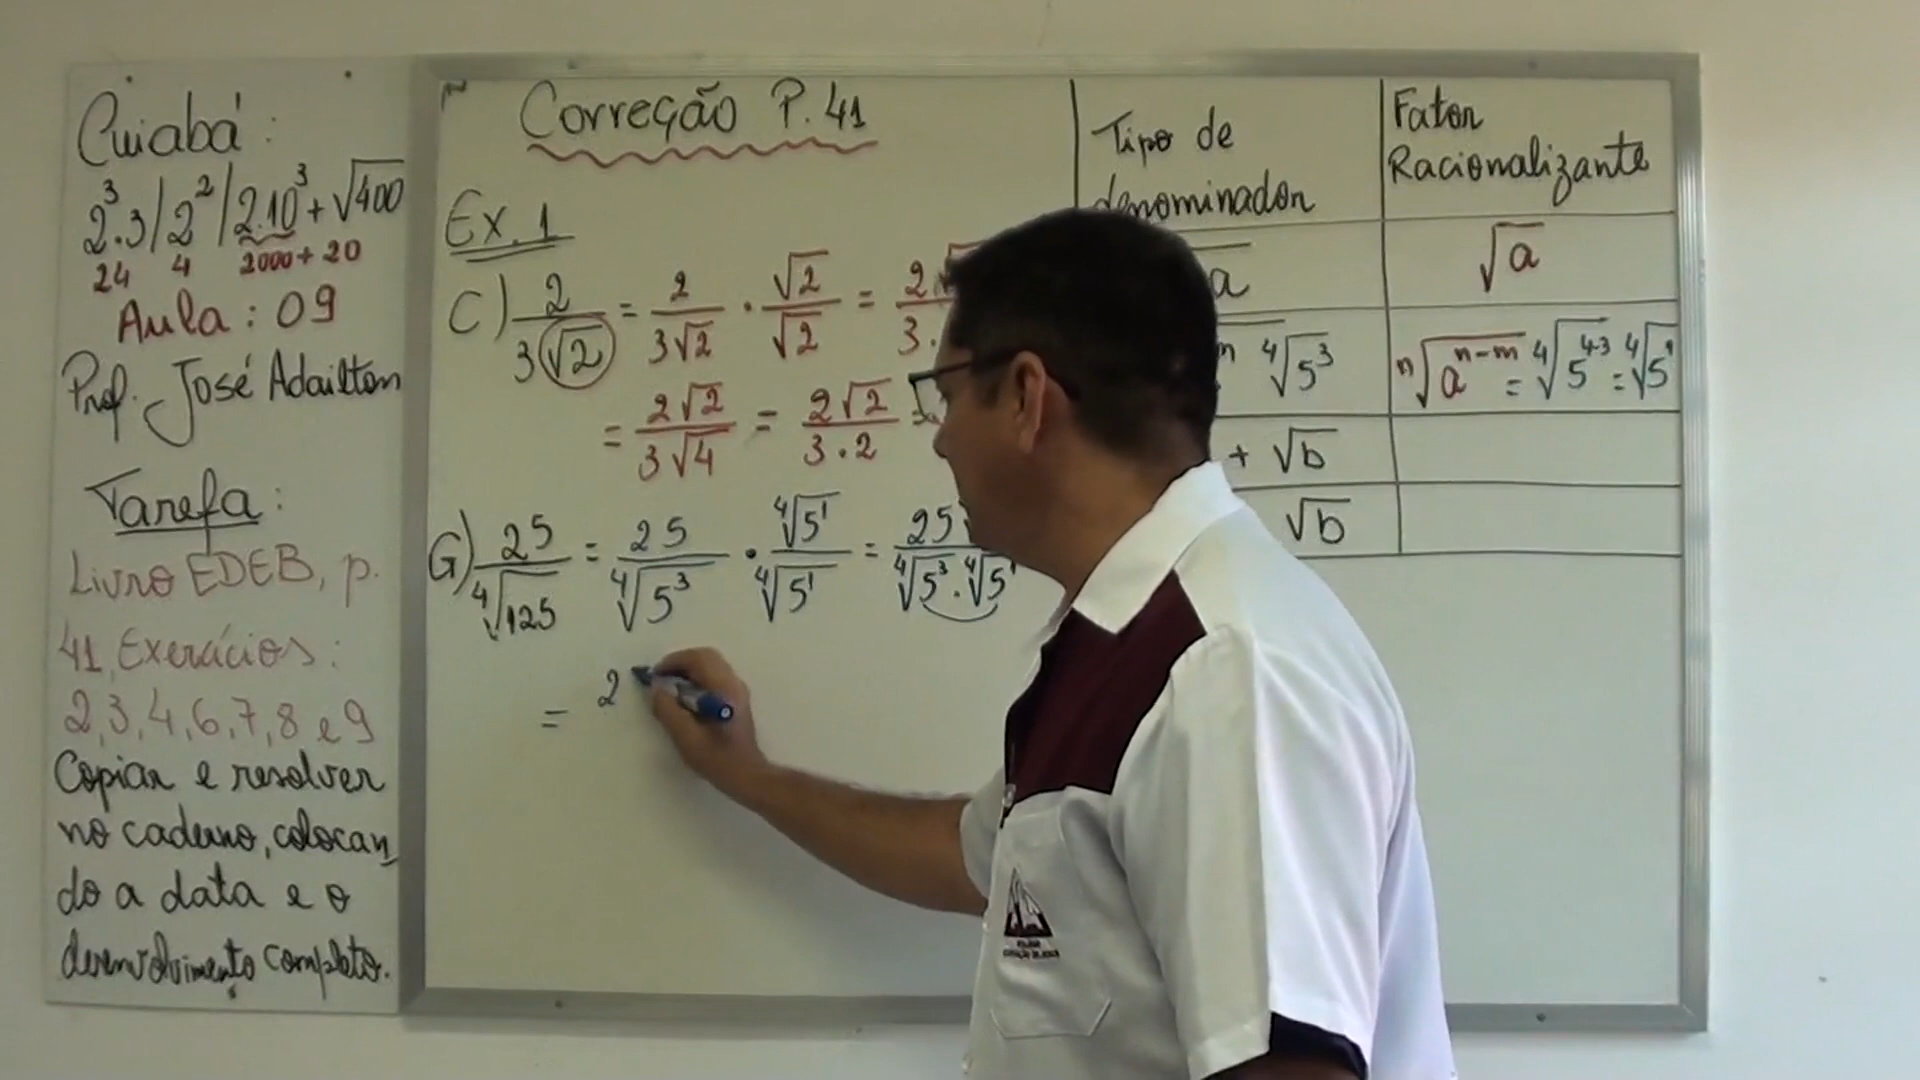 Cuiabá:
2³.3/2²/2.10³+√400
24 4 2000+20
Aula: 09
Prof. José Adailton
Tarefa:
Livro EDEB, p.
41, Exercícios:
2,3,4,6,7,8 e 9
Copiar e resolver
no caderno, colocan
do a data e o
desenvolvimento completo.
Correção P.41
Ex. 1
C) 2/3√2 = 2/3√2 · √2/√2 = 2.
= 2√2/3√4 = 2√2/3·2 =
G) 25/⁴√125 = 25/⁴√5³ · ⁴√5¹/⁴√5¹ = 25/⁴√5³.⁴√5¹
= 2
Tipo de Fator
denominador Racionalizante
a √a
⁴√5³ ⁿ√aⁿ⁻ᵐ = ⁴√5⁴⁻³ = ⁴√5¹
+ √b
√b